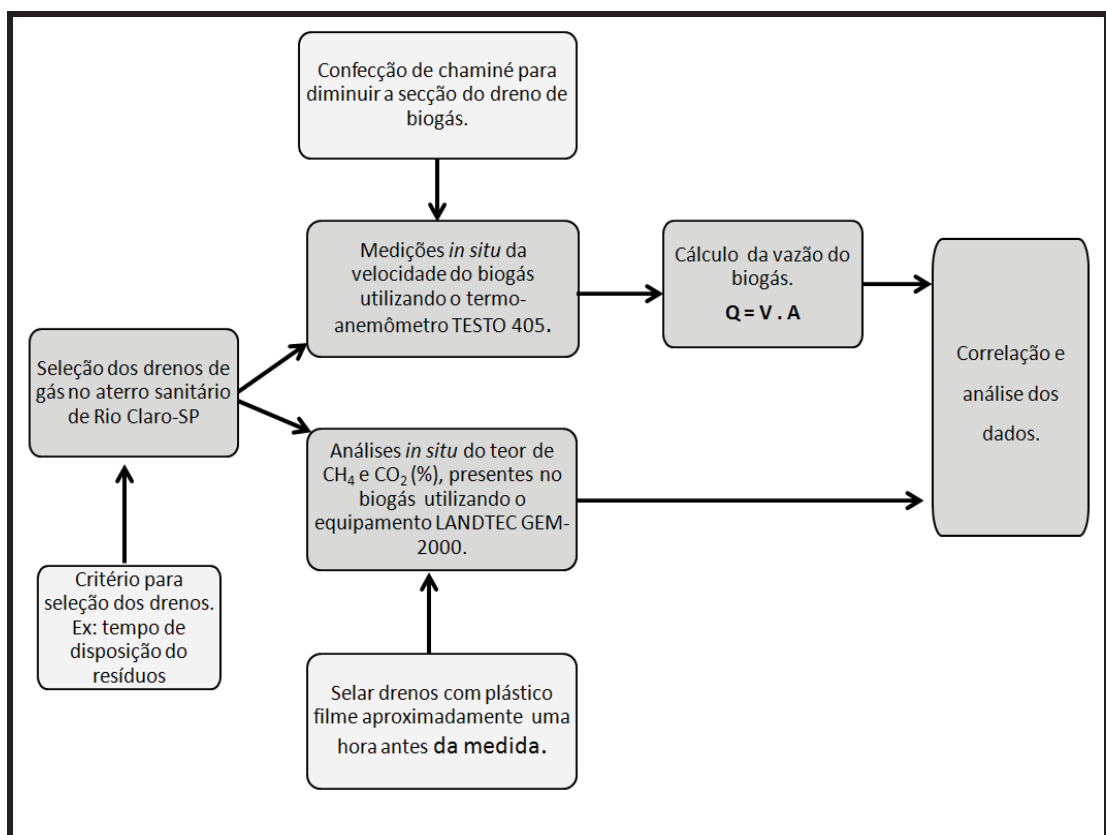 Confecção de chaminé para
diminuir a secção do dreno de
biogás.
Medições in situ da
velocidade do biogás
utilizando o termo-
anemômetro TESTO 405.
Cálculo da vazão do
biogás.
Q = V . A
Correlação e
análise dos
dados.
Seleção dos drenos de
gás no aterro sanitário
de Rio Claro-SP
Análises in situ do teor de
CH₄ e CO₂ (%), presentes no
biogás utilizando o
equipamento LANDTEC GEM-
2000.
Critério para
seleção dos drenos.
Ex: tempo de
disposição do
resíduos
Selar drenos com plástico
filme aproximadamente uma
hora antes da medida.